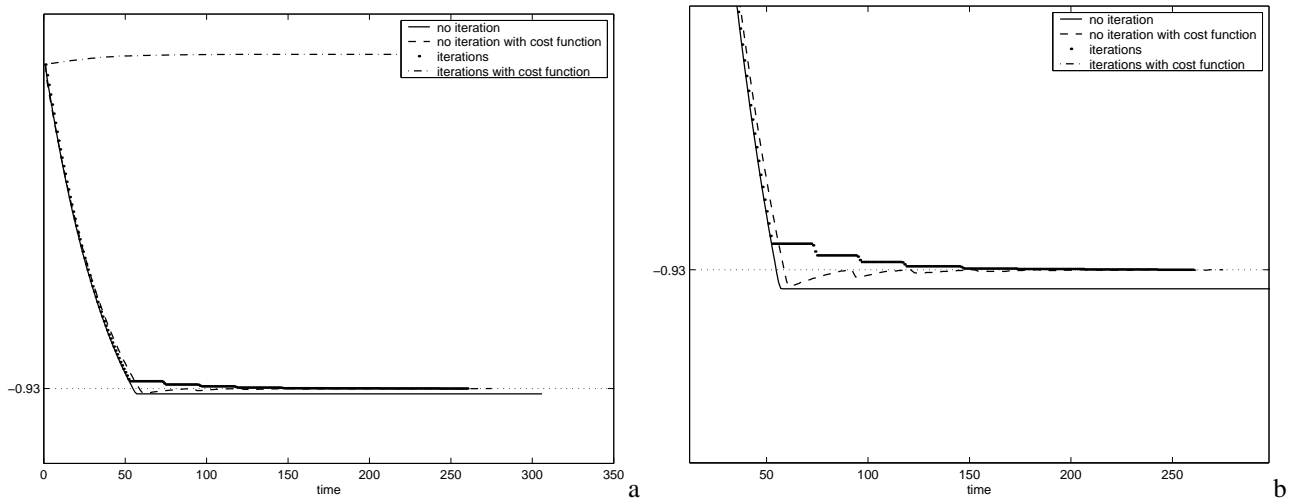 no iteration
no iteration with cost function
iterations
iterations with cost function
−0.93
0 50 100 150 200 250 300 350
time
a
no iteration
no iteration with cost function
iterations
iterations with cost function
−0.93
50 100 150 200 250
time
b